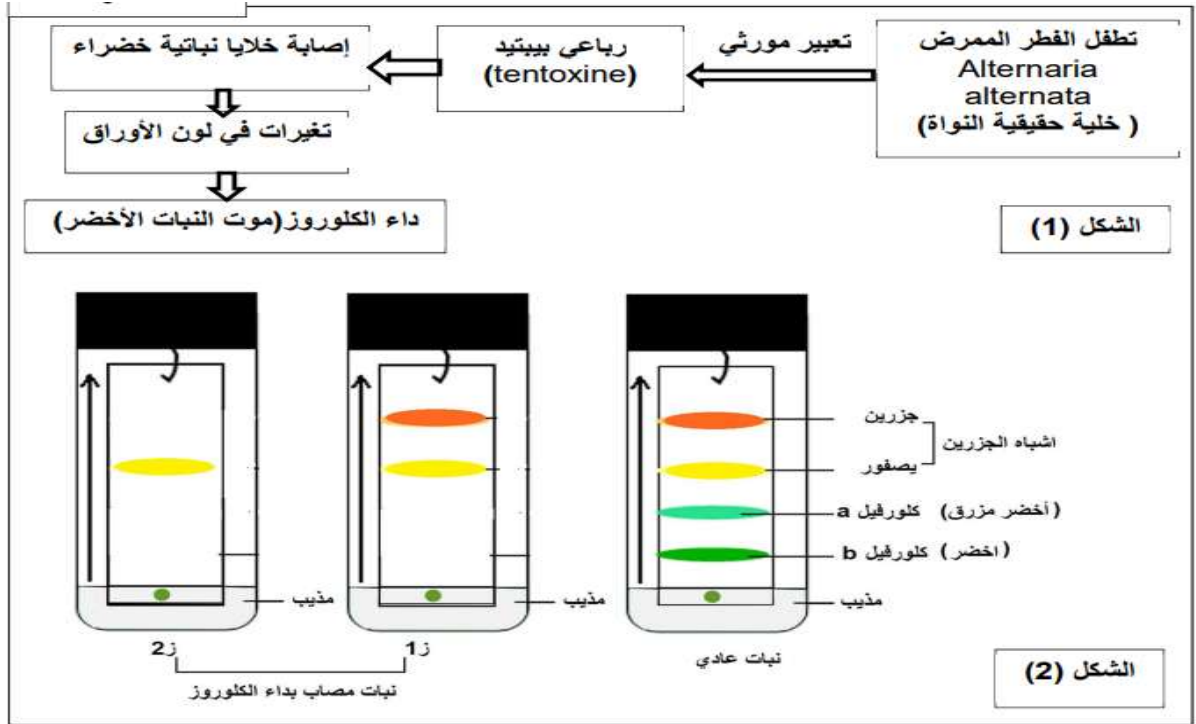 تطفل الفطر الممرض
Alternaria
alternata
( خلية حقيقية النواة)
تعبير مورثي
رباعي بيبتيد
(tentoxine)
إصابة خلايا نباتية خضراء
تغيرات في لون الأوراق
داء الكلوروز(موت النبات الأخضر)
الشكل (1)
جزرين
يصفور
اشباه الجزرين
كلورفيل a (أخضر مزرق)
كلورفيل b (اخضر)
مذيب
مذيب
مذيب
نبات عادي
ز1
ز2
نبات مصاب بداء الكلوروز
الشكل (2)